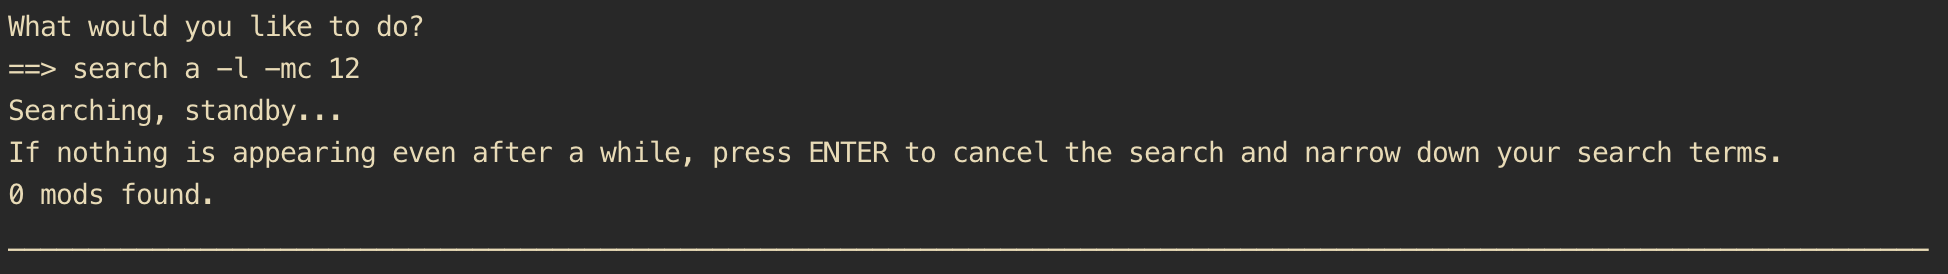 What would you like to do?
==> search a -l -mc 12
Searching, standby...
If nothing is appearing even after a while, press ENTER to cancel the search and narrow down your search terms.
0 mods found.